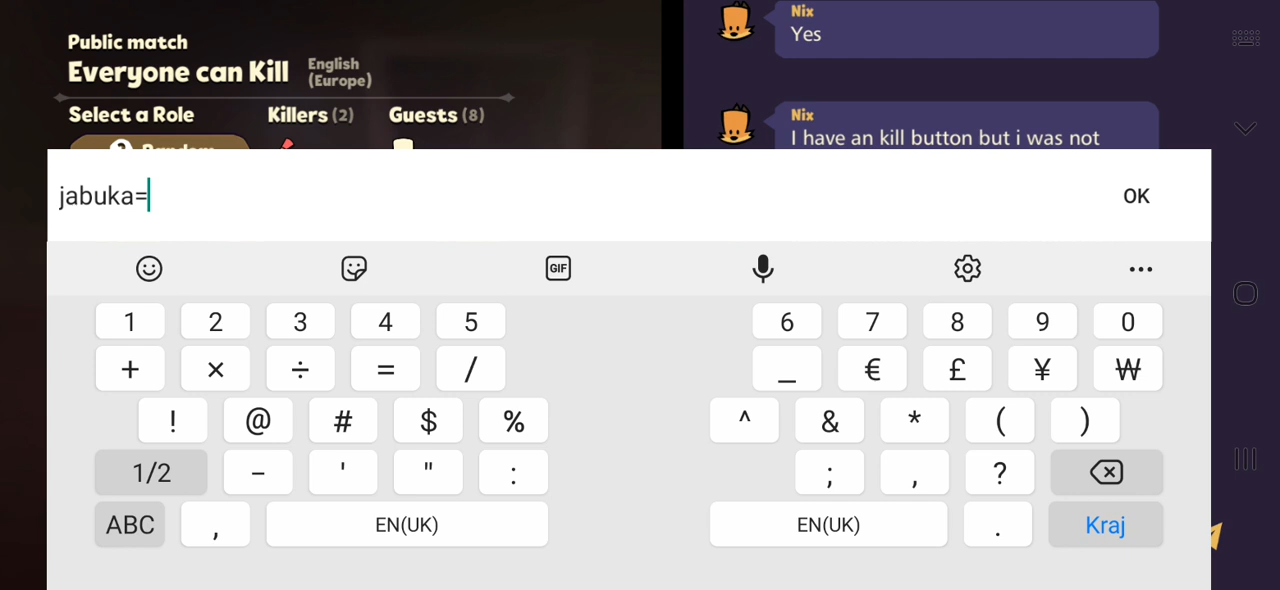 Public match
Everyone can Kill
English
(Europe)
Select a Role
Killers (2)
Guests (8)
Nix
Yes
Nix
I have an kill button but i was not
jabuka=
OK
GIF
1 2 3 4 5 6 7 8 9 0
+ × ÷ = / _ € £ ¥ ₩
! @ # $ % ^ & * ( )
1/2 - ' " : ; , ?
ABC , EN(UK) EN(UK) . Kraj